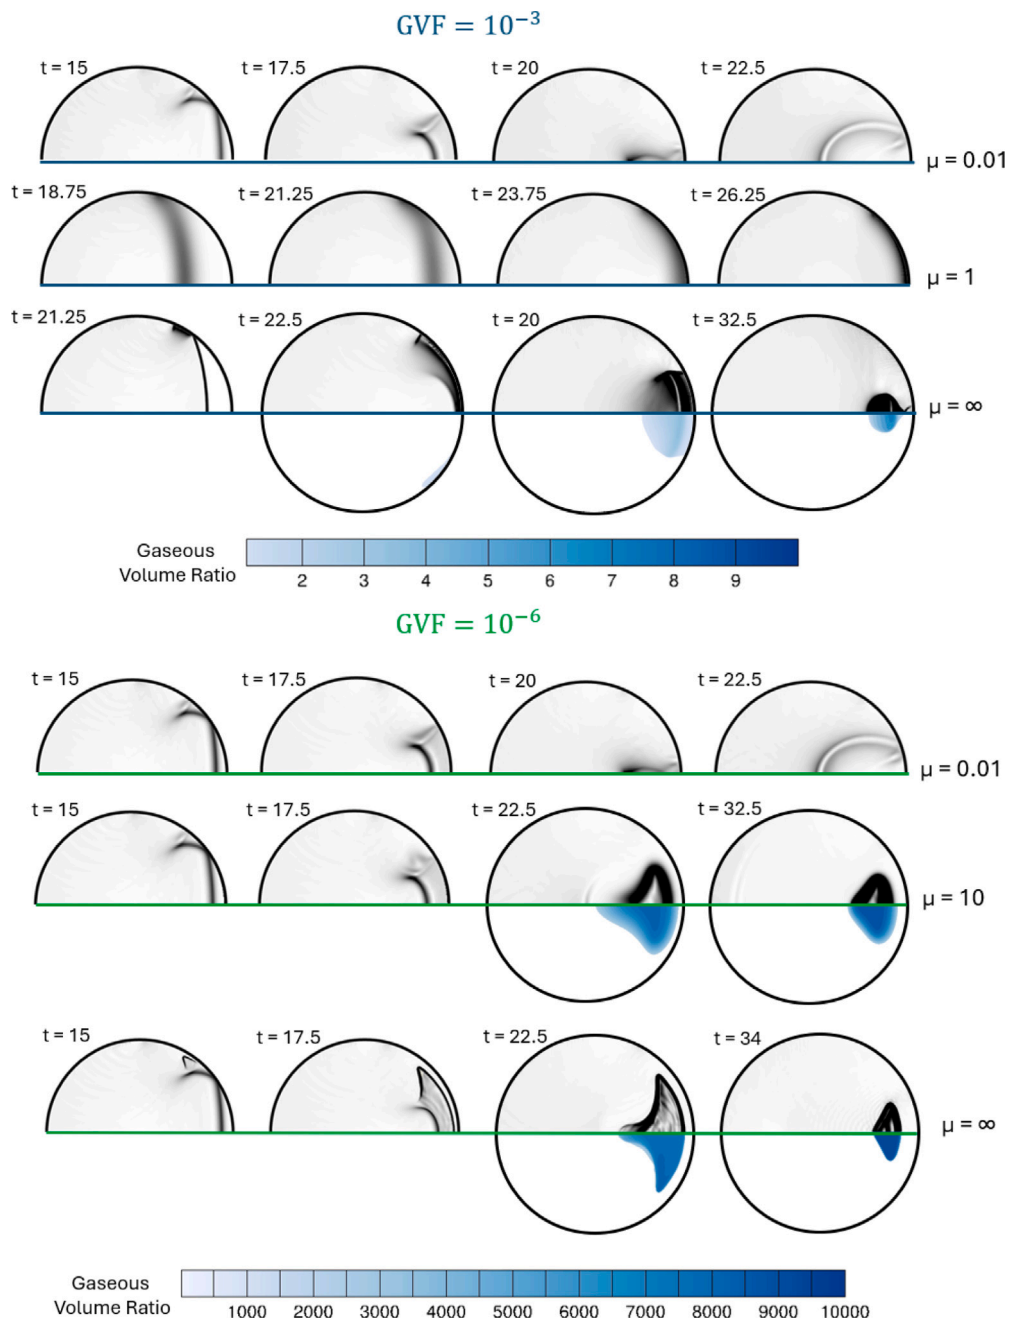 GVF = 10⁻³
t = 15 t = 17.5 t = 20 t = 22.5
μ = 0.01
t = 18.75 t = 21.25 t = 23.75 t = 26.25
μ = 1
t = 21.25 t = 22.5 t = 20 t = 32.5
μ = ∞
Gaseous
Volume Ratio
2 3 4 5 6 7 8 9
GVF = 10⁻⁶
t = 15 t = 17.5 t = 20 t = 22.5
μ = 0.01
t = 15 t = 17.5 t = 22.5 t = 32.5
μ = 10
t = 15 t = 17.5 t = 22.5 t = 34
μ = ∞
Gaseous
Volume Ratio
1000 2000 3000 4000 5000 6000 7000 8000 9000 10000